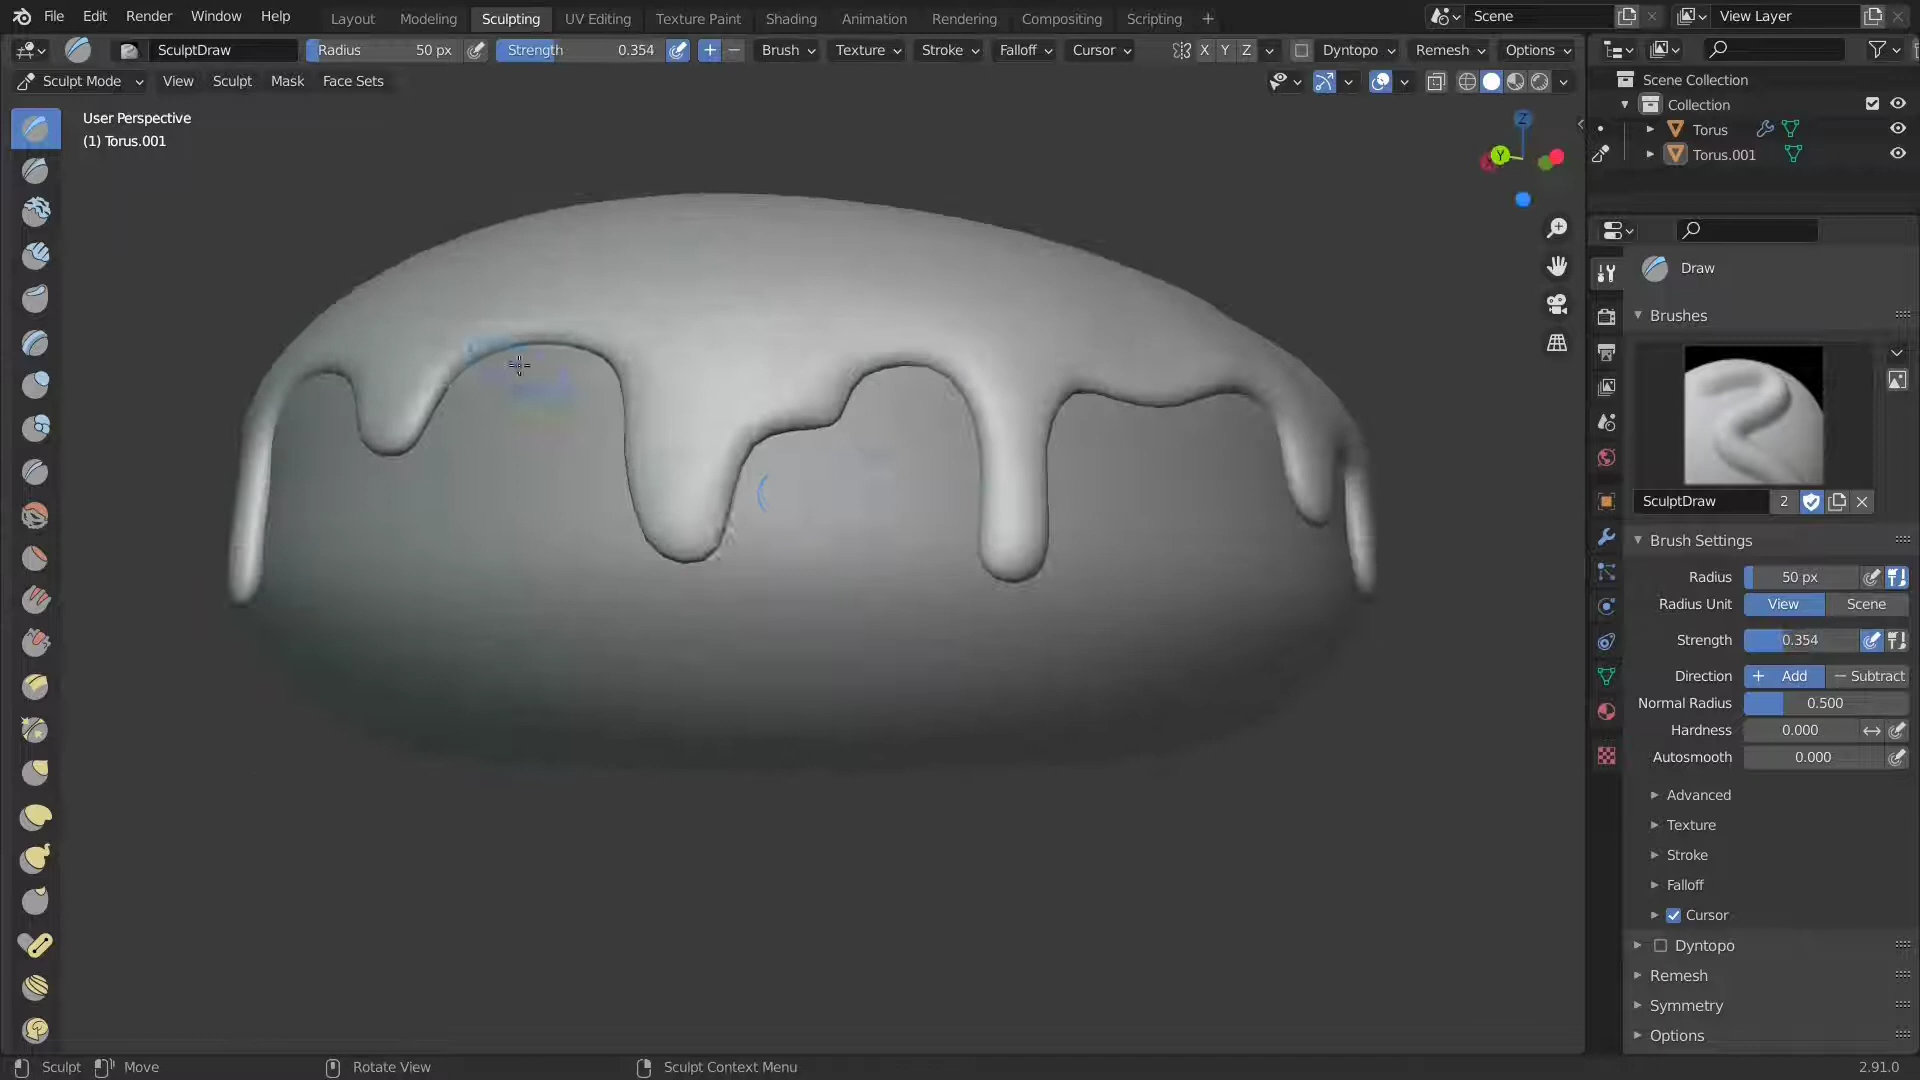 File Edit Render Window Help Layout Modeling Sculpting UV Editing Texture Paint Shading Animation Rendering Compositing Scripting + Scene View Layer
SculptDraw Radius 50 px Strength 0.354 + − Brush Texture Stroke Falloff Cursor X Y Z Dyntopo Remesh Options
Sculpt Mode View Sculpt Mask Face Sets
User Perspective
(1) Torus.001
Z
Y
Scene Collection
Collection
Torus
Torus.001
Draw
Brushes
SculptDraw 2
Brush Settings
Radius 50 px
Radius Unit View Scene
Strength 0.354
Direction + Add − Subtract
Normal Radius 0.500
Hardness 0.000
Autosmooth 0.000
Advanced
Texture
Stroke
Falloff
Cursor
Dyntopo
Remesh
Symmetry
Options
Sculpt Move Rotate View Sculpt Context Menu 2.91.0